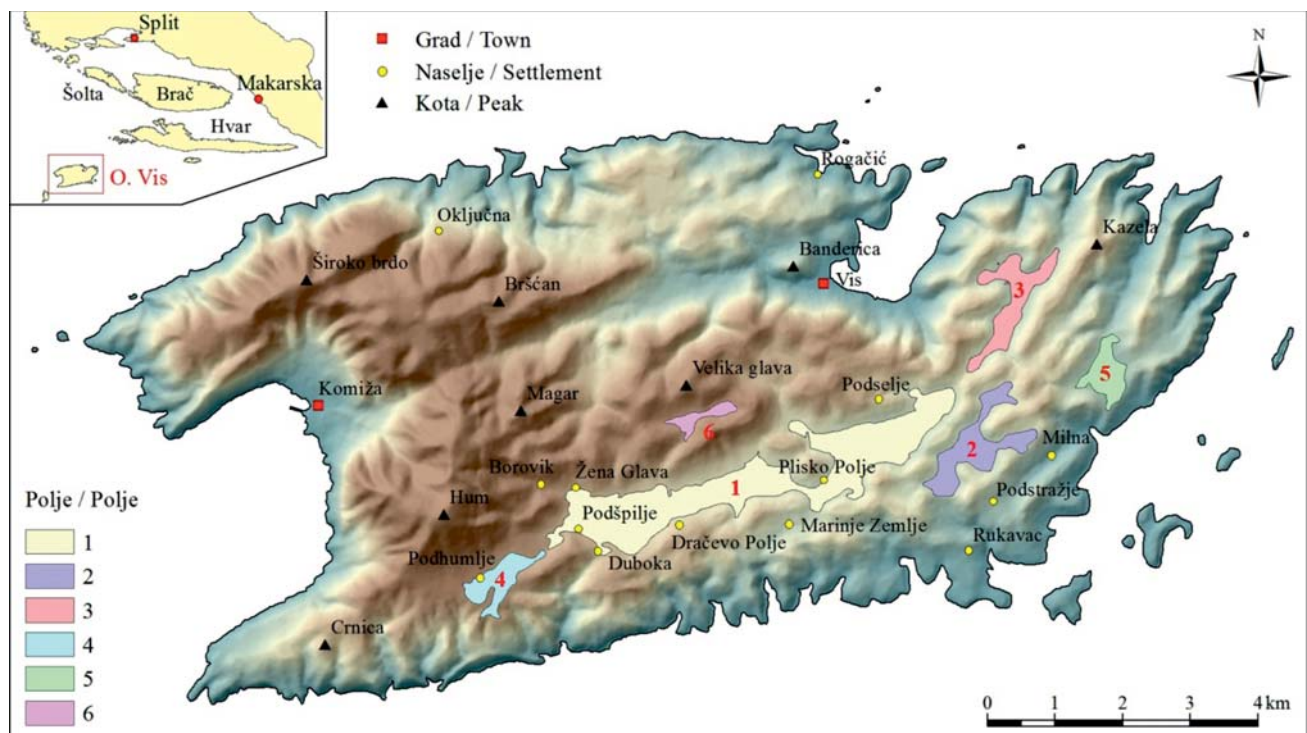 Split
Makarska
Šolta
Brač
Hvar
O. Vis
Grad / Town
Naselje / Settlement
Kota / Peak
N
Rogačić
Oključna
Kazela
Banderica
Široko brdo
Vis
Bršćan
3
Velika glava
5
Komiža
Magar
Podselje
6
2
Milna
Borovik
Žena Glava
Plisko Polje
1
Polje / Polje
Hum
Podstražje
Podšpilje
Marinje Zemlje
Dračevo Polje
Rukavac
1
Duboka
Podhumlje
4
2
3
Crnica
4
5
6
0 1 2 3 4 km